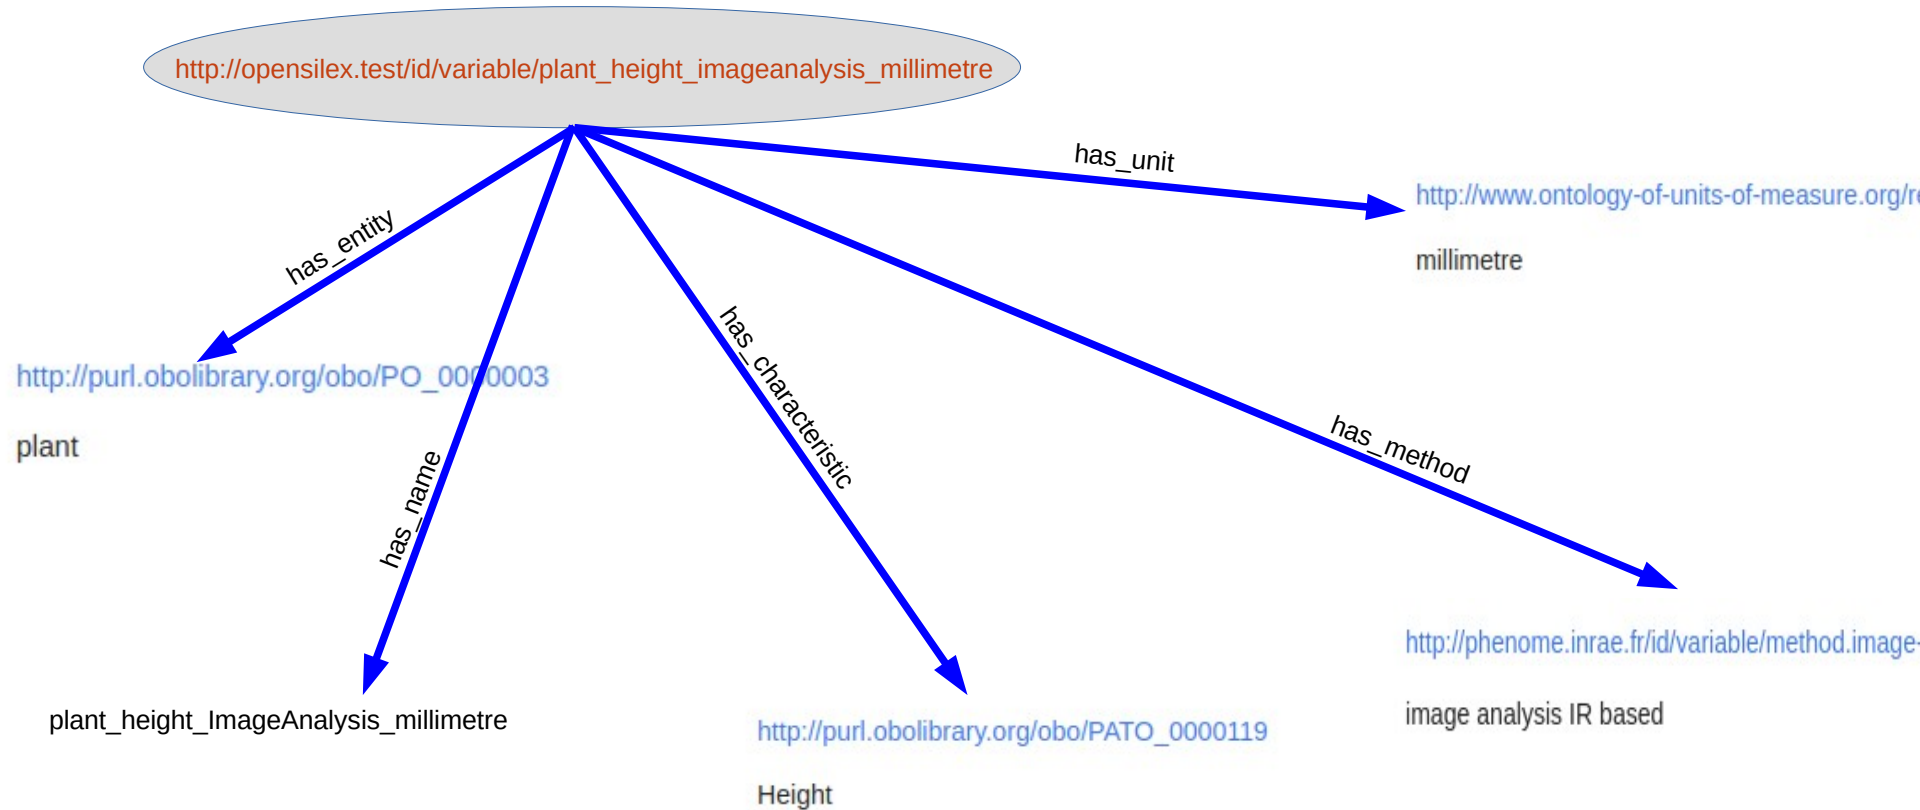 http://opensilex.test/id/variable/plant_height_imageanalysis_millimetre
has_unit
http://www.ontology-of-units-of-measure.org/re
millimetre
has_entity
http://purl.obolibrary.org/obo/PO_0000003
plant
has_characteristic
has_method
has_name
http://phenome.inrae.fr/id/variable/method.image-
image analysis IR based
plant_height_ImageAnalysis_millimetre
http://purl.obolibrary.org/obo/PATO_0000119
Height